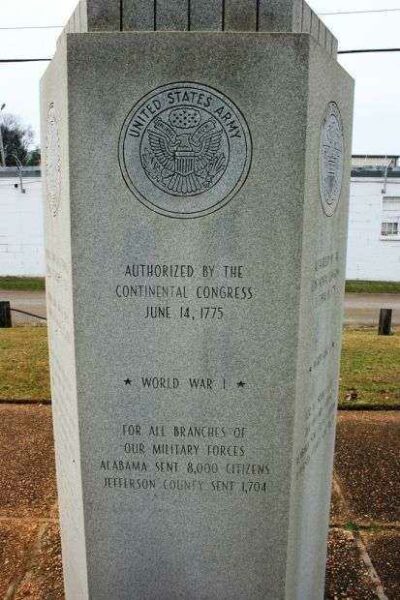 UNITED STATES ARMY
AUTHORIZED BY THE
CONTINENTAL CONGRESS
JUNE 14, 1775
★ WORLD WAR I ★
FOR ALL BRANCHES OF
OUR MILITARY FORCES
ALABAMA SENT 8,000 CITIZENS
JEFFERSON COUNTY SENT 1,704